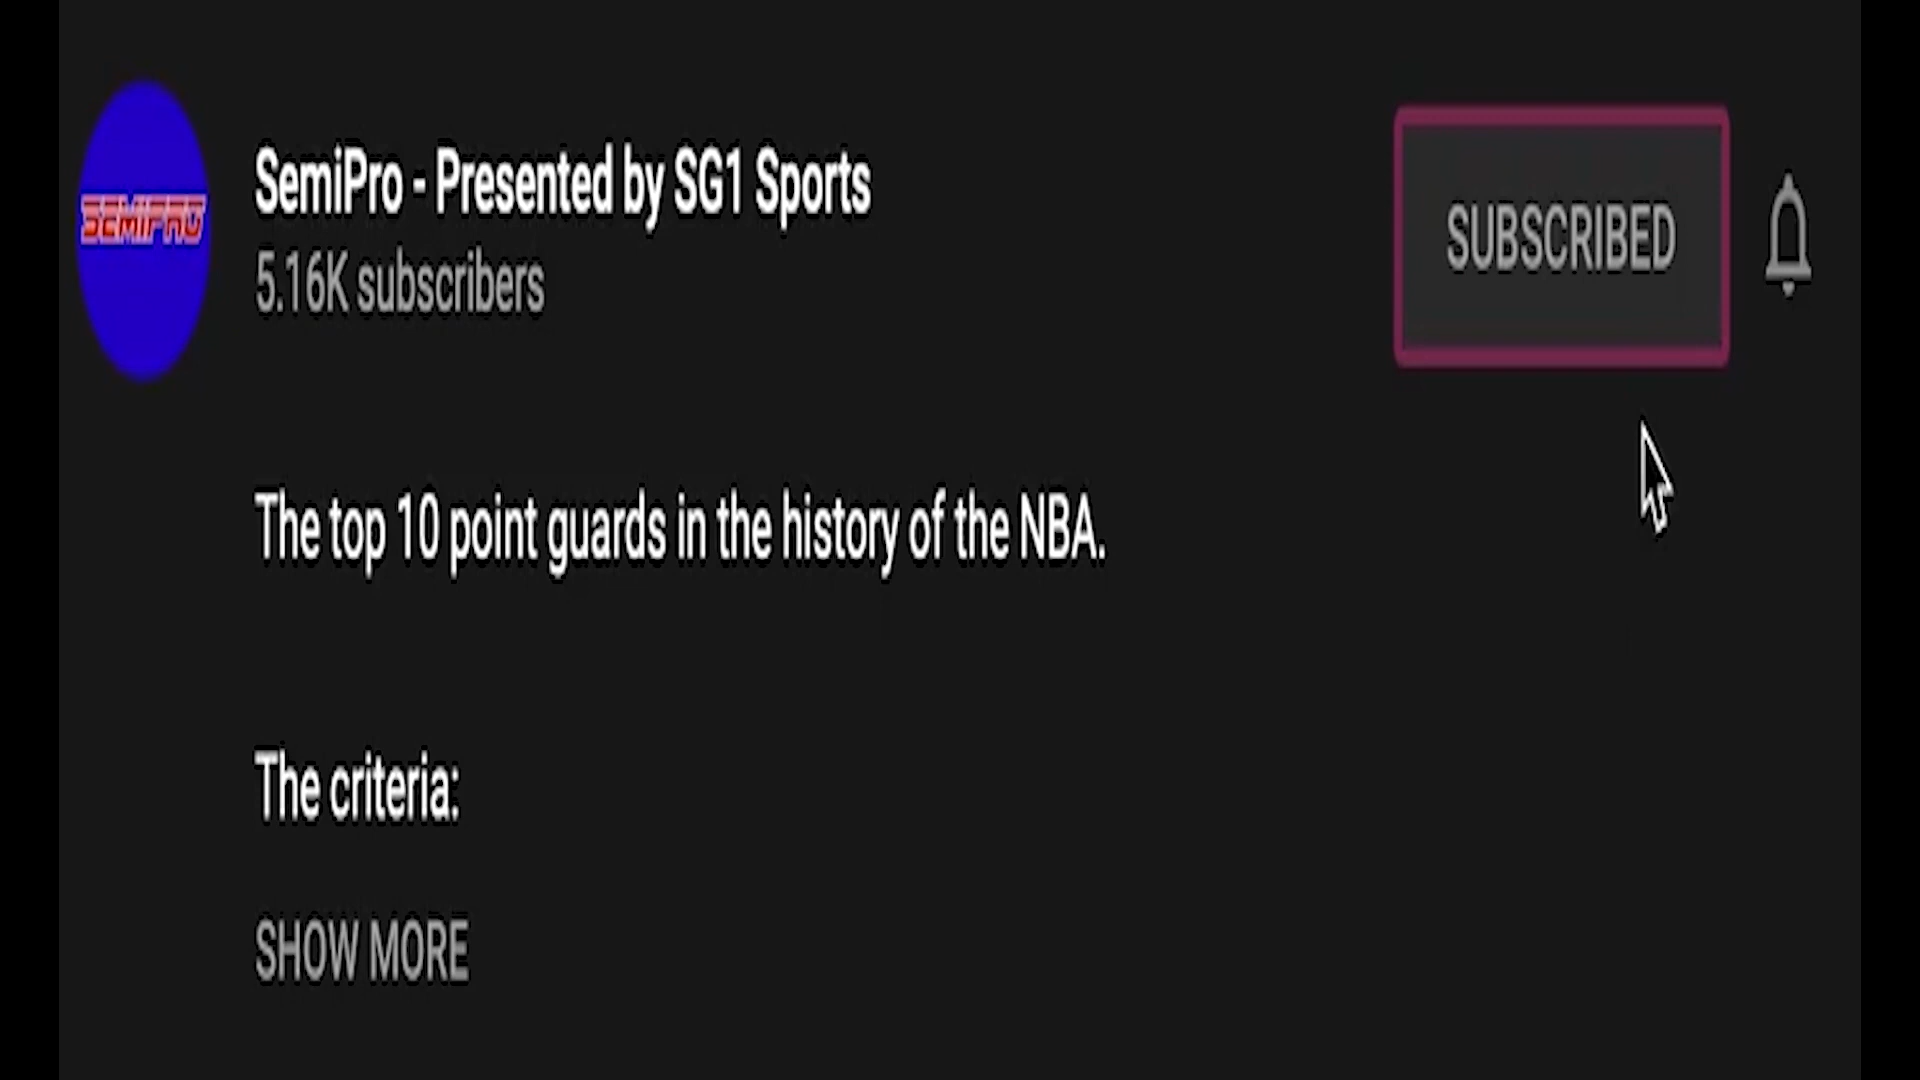 SEMIPRO
SemiPro - Presented by SG1 Sports
5.16K subscribers
SUBSCRIBED
The top 10 point guards in the history of the NBA.
The criteria:
SHOW MORE